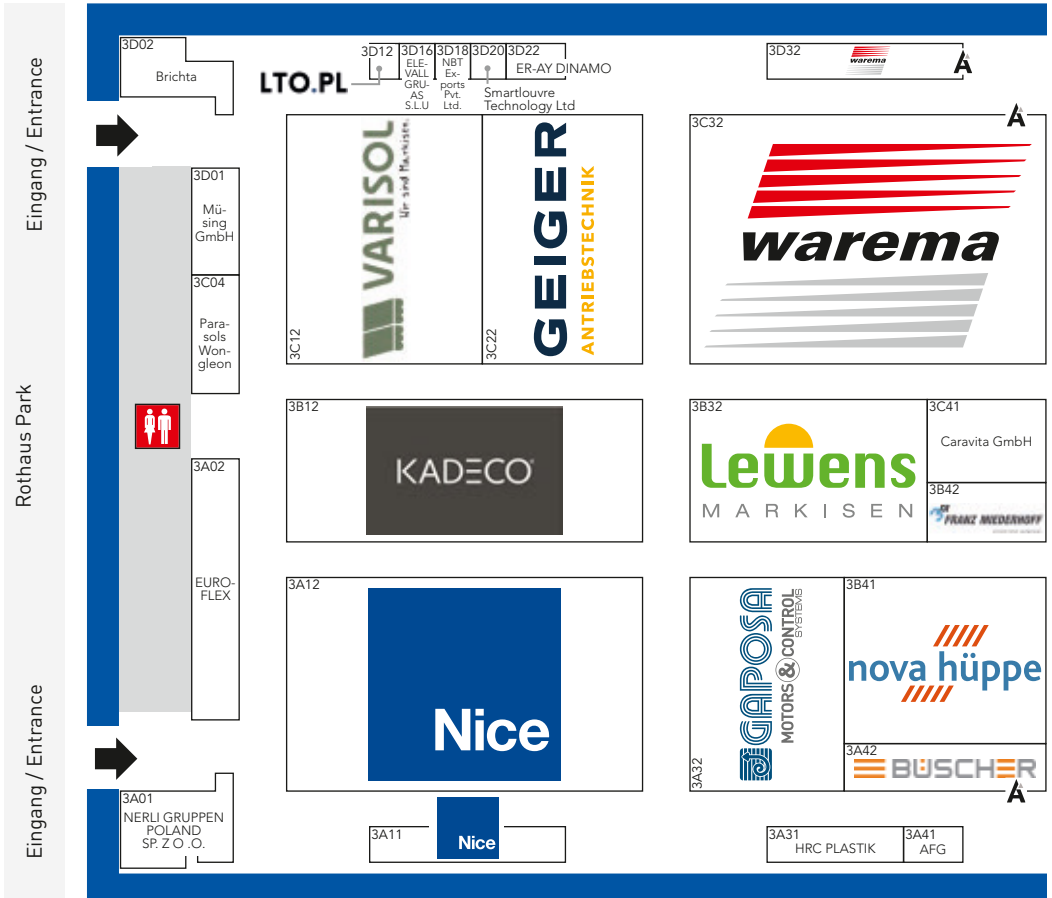 Eingang / Entrance
Rothaus Park
Eingang / Entrance
3D02
Brichta
3D12
LTO.PL
3D16
ELE-
VALL
GRU-
AS
S.L.U
3D18
NBT
Ex-
ports
Pvt.
Ltd.
3D20
Smartlouvre
Technology Ltd
3D22
ER-AY DINAMO
3D32
warema
A
3D01
Mü-
sing
GmbH
3C04
Para-
sols
Won-
gleon
3A02
EURO-
FLEX
3C12
VARISOL
Wir sind Markisen.
3C22
GEIGER
ANTRIEBSTECHNIK
3C32
A
warema
3B12
KADECO
3B32
Lewens
MARKISEN
3C41
Caravita GmbH
3B42
FRANZ MIEDERHOFF
3A12
Nice
3A32
GAPOSA
MOTORS & CONTROL
SYSTEMS
3B41
nova hüppe
3A42
BÜSCHER
A
3A01
NERLI GRUPPEN
POLAND
SP. Z O .O.
3A11
Nice
3A31
HRC PLASTIK
3A41
AFG